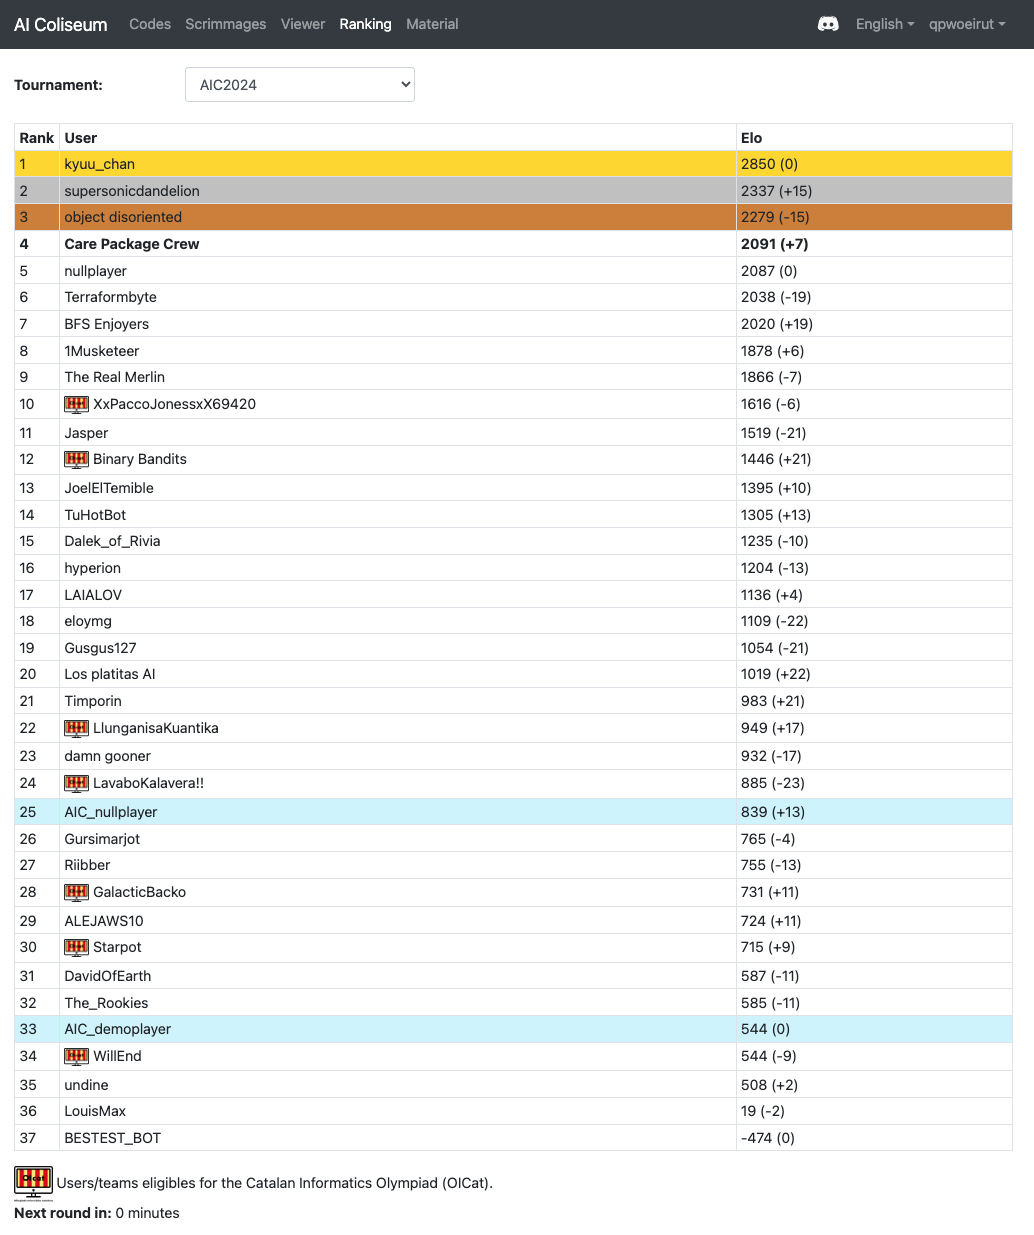 AI Coliseum Codes Scrimmages Viewer Ranking Material English qpwoeirut
Tournament: AIC2024
Rank User Elo
1 kyuu_chan 2850 (0)
2 supersonicdandelion 2337 (+15)
3 object disoriented 2279 (-15)
4 Care Package Crew 2091 (+7)
5 nullplayer 2087 (0)
6 Terraformbyte 2038 (-19)
7 BFS Enjoyers 2020 (+19)
8 1Musketeer 1878 (+6)
9 The Real Merlin 1866 (-7)
10 XxPaccoJonessxX69420 1616 (-6)
11 Jasper 1519 (-21)
12 Binary Bandits 1446 (+21)
13 JoelElTemible 1395 (+10)
14 TuHotBot 1305 (+13)
15 Dalek_of_Rivia 1235 (-10)
16 hyperion 1204 (-13)
17 LAIALOV 1136 (+4)
18 eloymg 1109 (-22)
19 Gusgus127 1054 (-21)
20 Los platitas AI 1019 (+22)
21 Timporin 983 (+21)
22 LlunganisaKuantika 949 (+17)
23 damn gooner 932 (-17)
24 LavaboKalavera!! 885 (-23)
25 AIC_nullplayer 839 (+13)
26 Gursimarjot 765 (-4)
27 Riibber 755 (-13)
28 GalacticBacko 731 (+11)
29 ALEJAWS10 724 (+11)
30 Starpot 715 (+9)
31 DavidOfEarth 587 (-11)
32 The_Rookies 585 (-11)
33 AIC_demoplayer 544 (0)
34 WillEnd 544 (-9)
35 undine 508 (+2)
36 LouisMax 19 (-2)
37 BESTEST_BOT -474 (0)
OIcat Users/teams eligibles for the Catalan Informatics Olympiad (OICat).
Next round in: 0 minutes